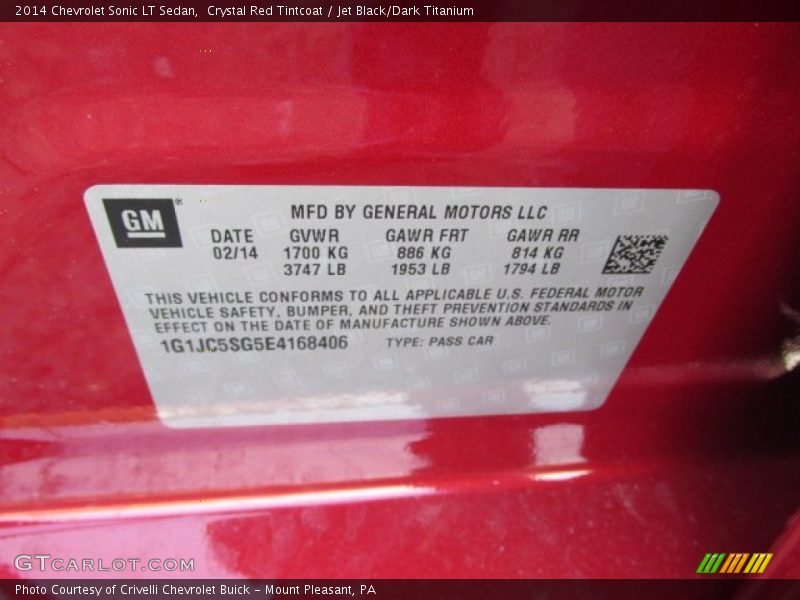 2014 Chevrolet Sonic LT Sedan,  Crystal Red Tintcoat / Jet Black/Dark Titanium
GM
MFD BY GENERAL MOTORS LLC
DATE GVWR GAWR FRT GAWR RR
02/14 1700 KG 886 KG 814 KG
3747 LB 1953 LB 1794 LB
THIS VEHICLE CONFORMS TO ALL APPLICABLE U.S. FEDERAL MOTOR
VEHICLE SAFETY, BUMPER, AND THEFT PREVENTION STANDARDS IN
EFFECT ON THE DATE OF MANUFACTURE SHOWN ABOVE.
1G1JC5SG5E4168406 TYPE: PASS CAR
GTCARLOT.COM
Photo Courtesy of Crivelli Chevrolet Buick - Mount Pleasant, PA